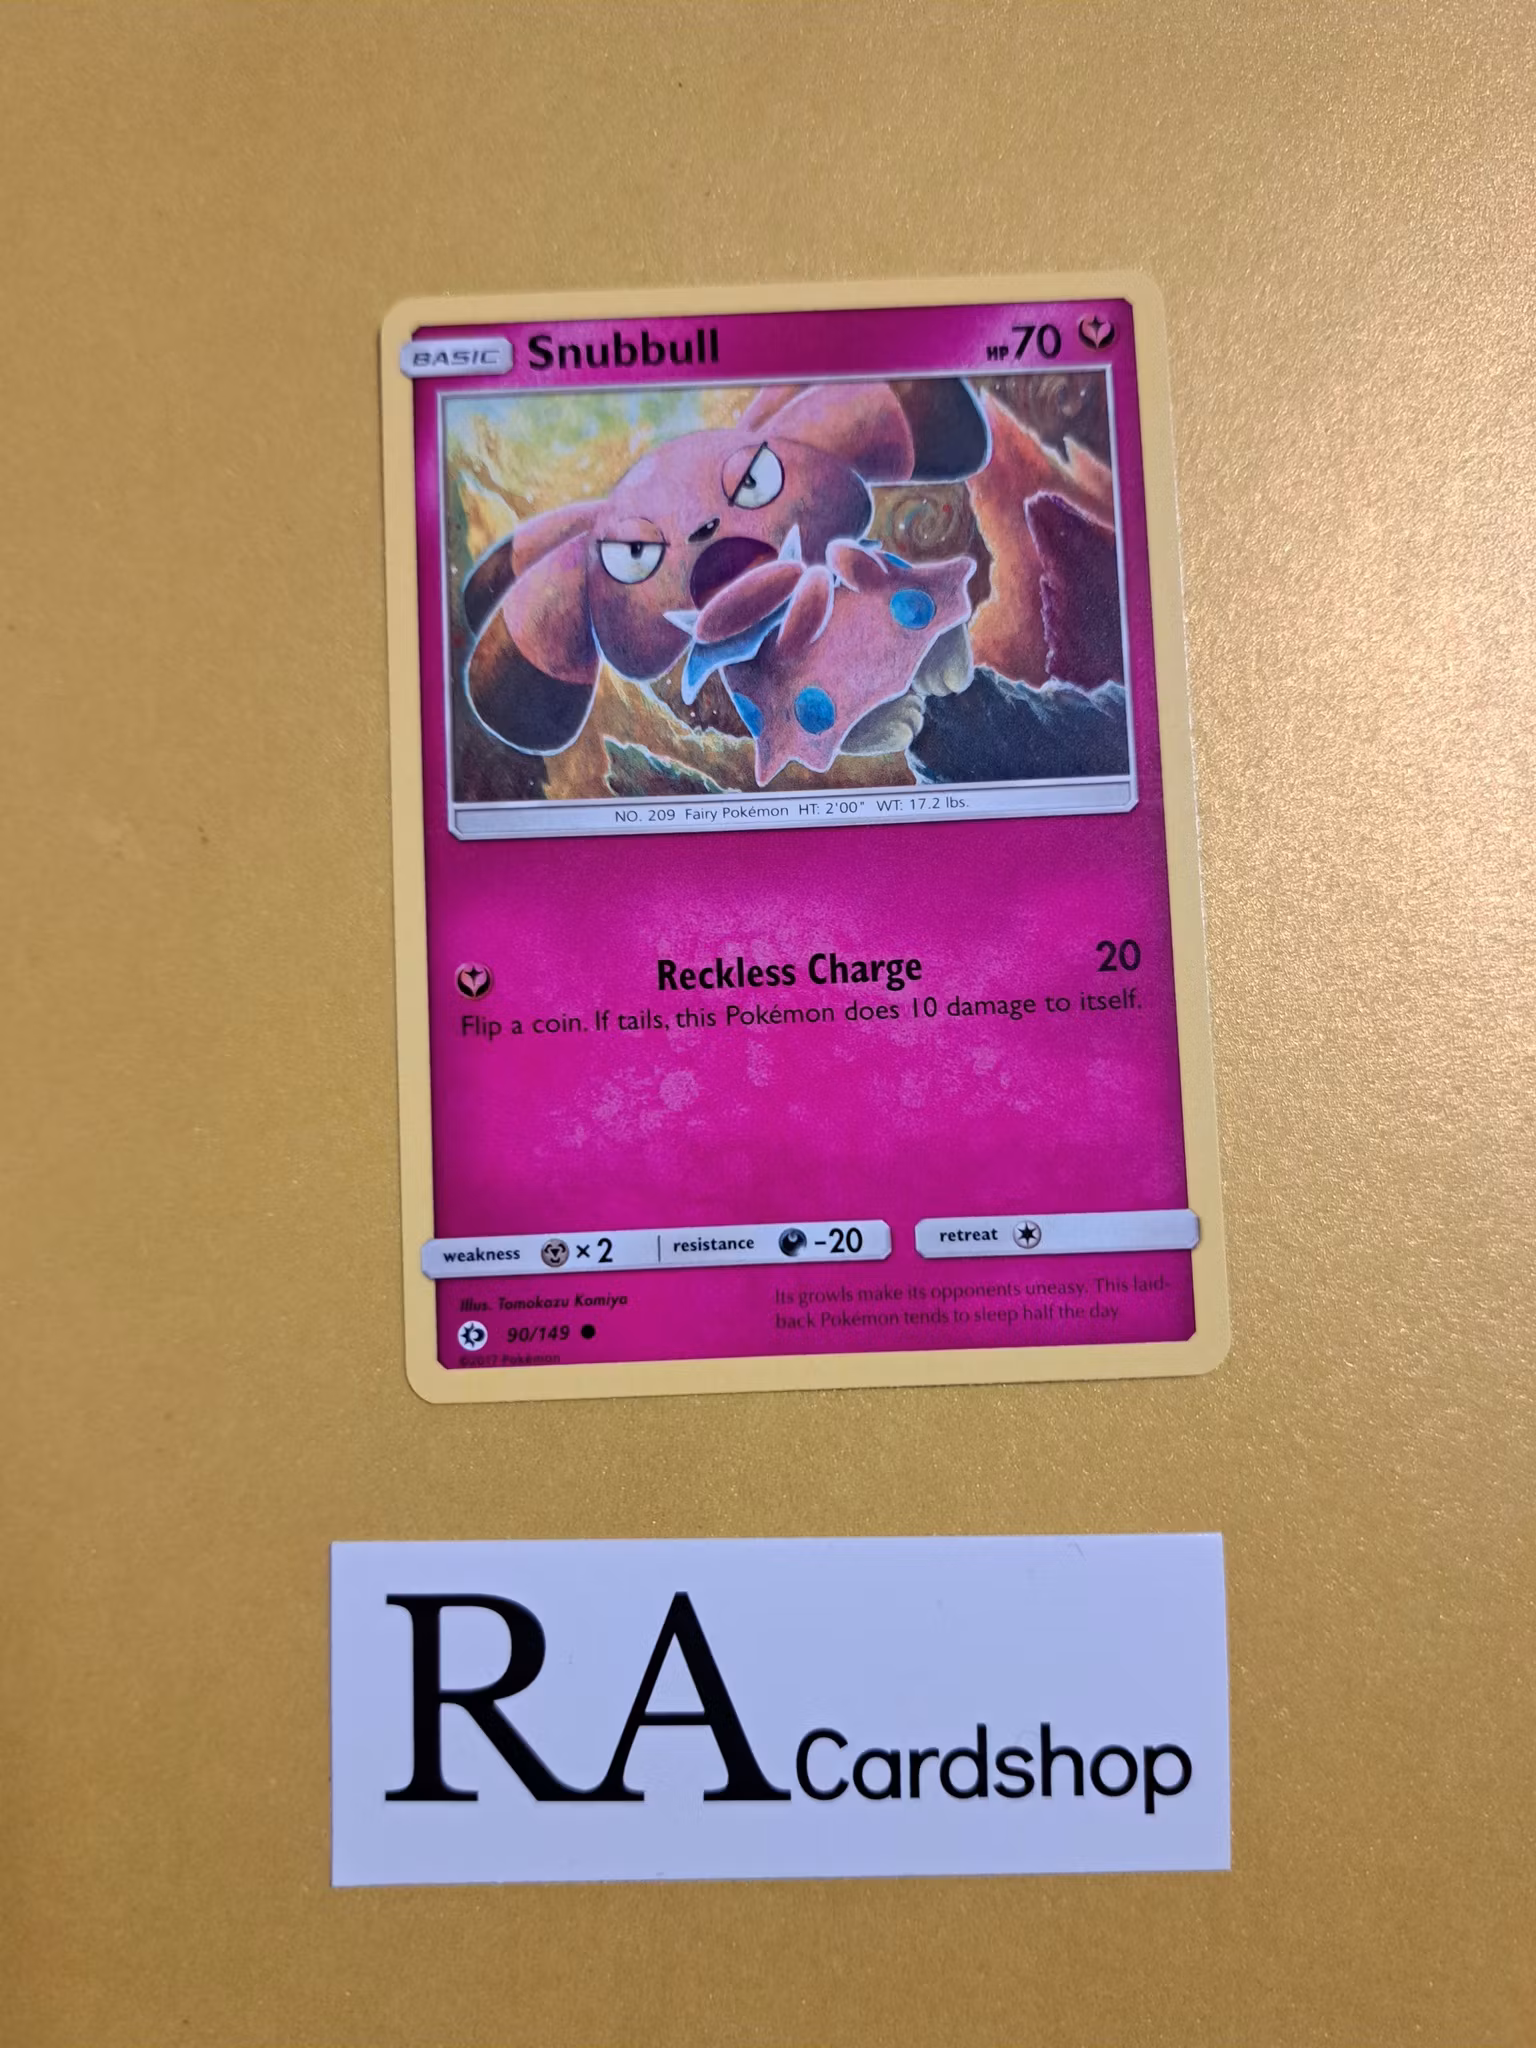 BASIC Snubbull HP 70
NO. 209 Fairy Pokémon HT: 2'00" WT: 17.2 lbs.
Reckless Charge 20
Flip a coin. If tails, this Pokémon does 10 damage to itself.
weakness × 2 resistance -20 retreat
Illus. Tomokazu Komiya
90/149
©2017 Pokémon
Its growls make its opponents uneasy. This laid-
back Pokémon tends to sleep half the day.
RA Cardshop